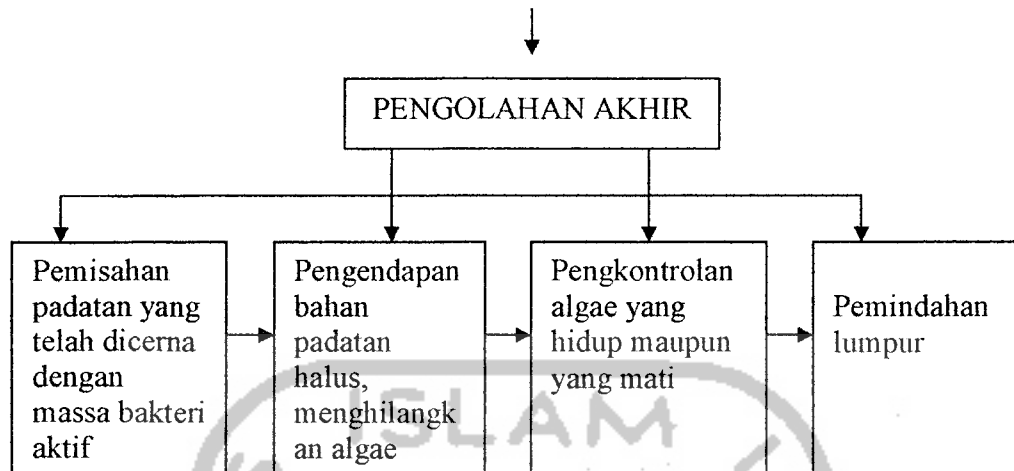 PENGOLAHAN AKHIR
Pemisahan
padatan yang
telah dicerna
dengan
massa bakteri
aktif
Pengendapan
bahan
padatan
halus,
menghilangk
an algae
Pengkontrolan
algae yang
hidup maupun
yang mati
Pemindahan
lumpur
ISLAM